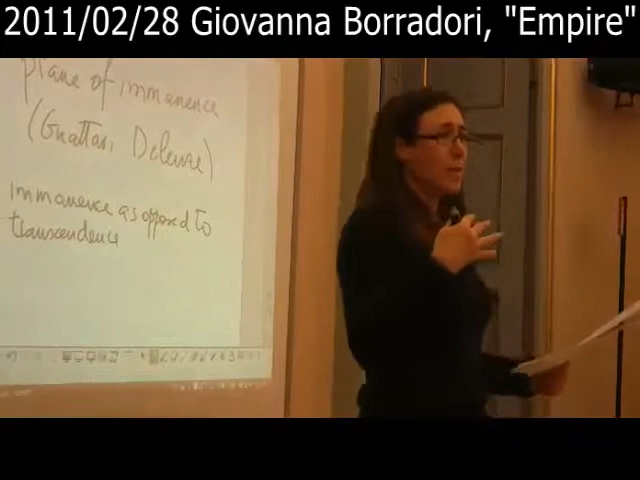 2011/02/28 Giovanna Borradori, "Empire"
plane of immanence
(Guattari, Deleuze)
immanence as opposed to
transcendence